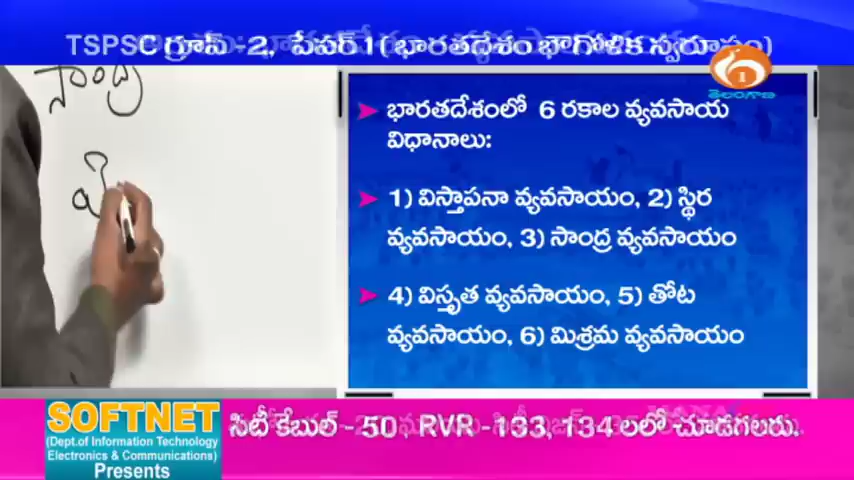 TSPSC గ్రూప్ -2, పేపర్ 1 ( భారతదేశం భౌగోళిక స్వరూపం)
1
తెలంగాణ
సాంద్ర
వి
భారతదేశంలో 6 రకాల వ్యవసాయ
విధానాలు:
1) విస్తాపనా వ్యవసాయం, 2) స్థిర
వ్యవసాయం, 3) సాంద్ర వ్యవసాయం
4) విస్తృత వ్యవసాయం, 5) తోట
వ్యవసాయం, 6) మిశ్రమ వ్యవసాయం
SOFTNET
(Dept.of Information Technology
Electronics & Communications)
Presents
సిటీ కేబుల్ - 50 RVR -133, 134 లలో చూడగలరు.